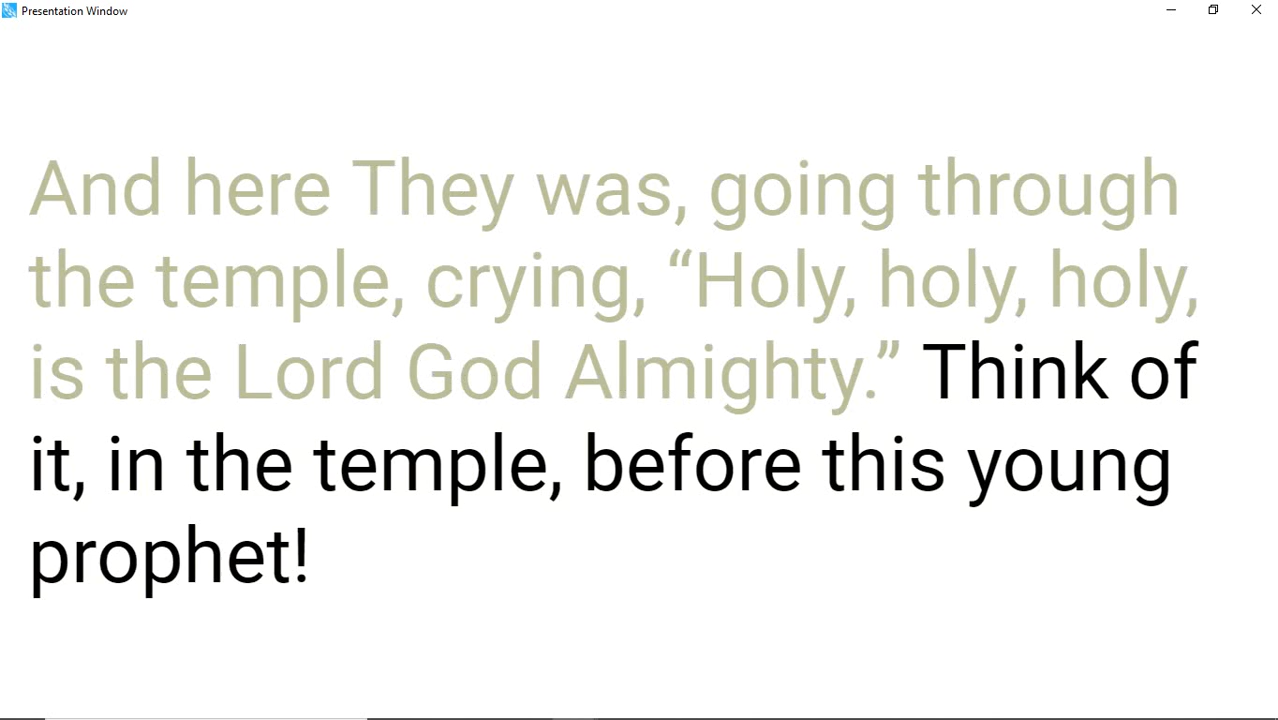 Presentation Window
And here They was, going through
the temple, crying, “Holy, holy, holy,
is the Lord God Almighty.” Think of
it, in the temple, before this young
prophet!